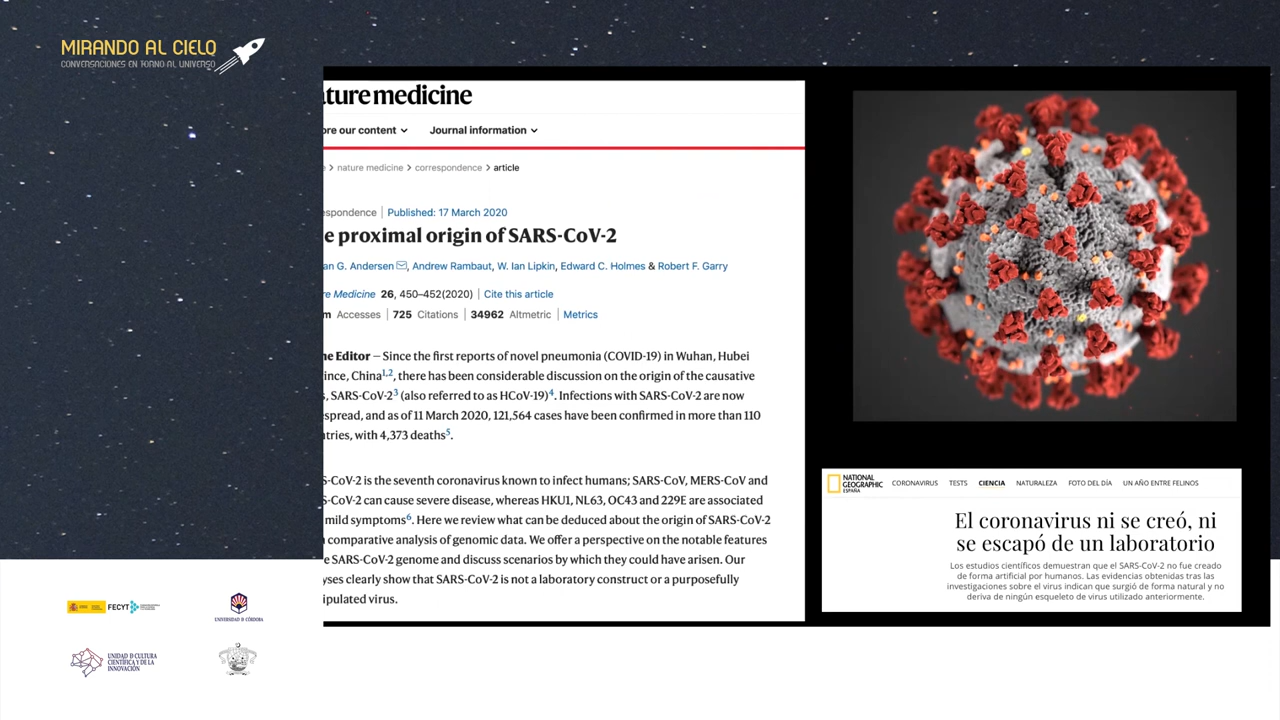 MIRANDO AL CIELO
CONVERSACIONES EN TORNO AL UNIVERSO
ature medicine
ore our content
Journal information
e > nature medicine > correspondence > article
espondence | Published: 17 March 2020
e proximal origin of SARS-CoV-2
an G. Andersen, Andrew Rambaut, W. Ian Lipkin, Edward C. Holmes & Robert F. Garry
re Medicine 26, 450–452(2020) | Cite this article
m Accesses | 725 Citations | 34962 Altmetric | Metrics
he Editor — Since the first reports of novel pneumonia (COVID-19) in Wuhan, Hubei
ince, China1,2, there has been considerable discussion on the origin of the causative
s, SARS-CoV-23 (also referred to as HCoV-19)4. Infections with SARS-CoV-2 are now
espread, and as of 11 March 2020, 121,564 cases have been confirmed in more than 110
ntries, with 4,373 deaths5.
S-CoV-2 is the seventh coronavirus known to infect humans; SARS-CoV, MERS-CoV and
S-CoV-2 can cause severe disease, whereas HKU1, NL63, OC43 and 229E are associated
mild symptoms6. Here we review what can be deduced about the origin of SARS-CoV-2
comparative analysis of genomic data. We offer a perspective on the notable features
e SARS-CoV-2 genome and discuss scenarios by which they could have arisen. Our
yses clearly show that SARS-CoV-2 is not a laboratory construct or a purposefully
ipulated virus.
NATIONAL
GEOGRAPHIC
ESPAÑA
CORONAVIRUS TESTS CIENCIA NATURALEZA FOTO DEL DÍA UN AÑO ENTRE FELINOS
El coronavirus ni se creó, ni
se escapó de un laboratorio
Los estudios científicos demuestran que el SARS-CoV-2 no fue creado
de forma artificial por humanos. Las evidencias obtenidas tras las
investigaciones sobre el virus indican que surgió de forma natural y no
deriva de ningún esqueleto de virus utilizado anteriormente.
FECYT
UNIVERSIDAD D CÓRDOBA
UNIDAD D CULTURA
CIENTÍFICA Y DE LA
INNOVACIÓN